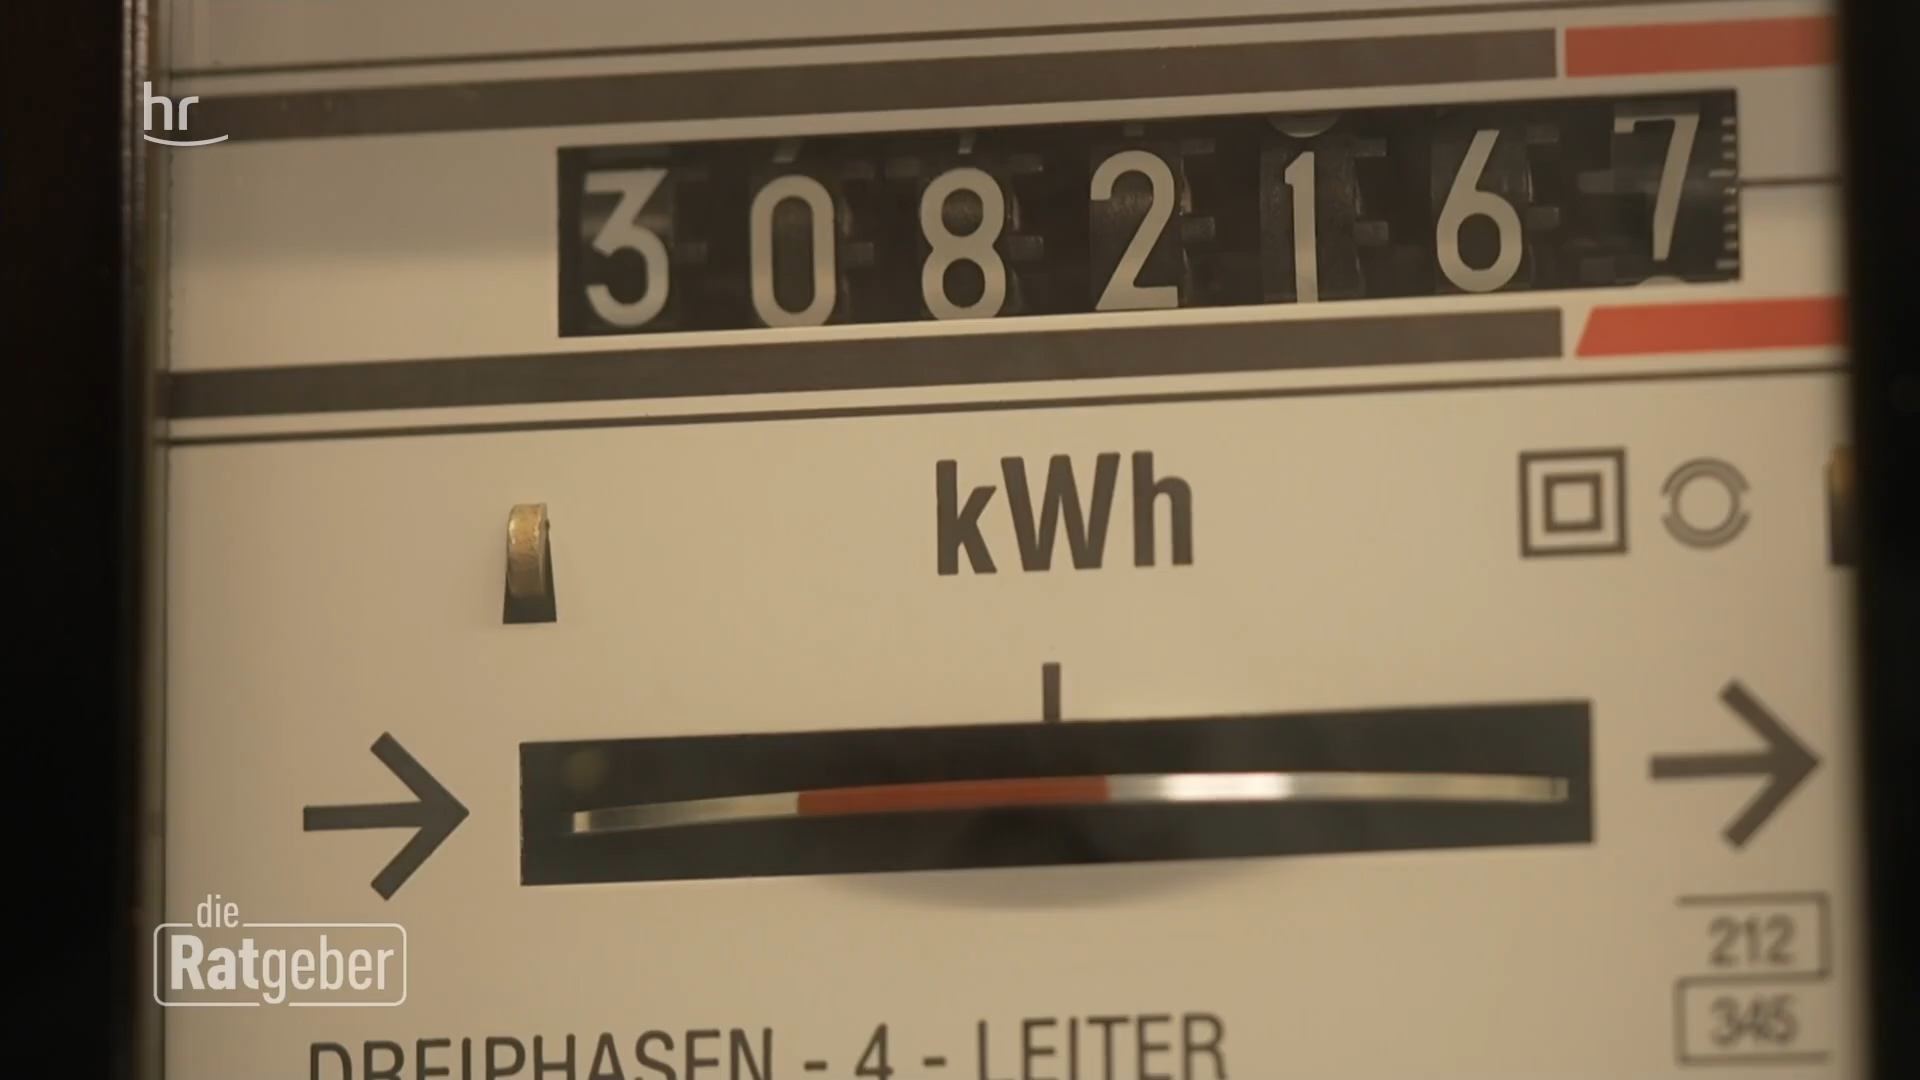 hr
3082167
kWh
212
345
die
Ratgeber
DREIPHASEN - 4 - LEITER